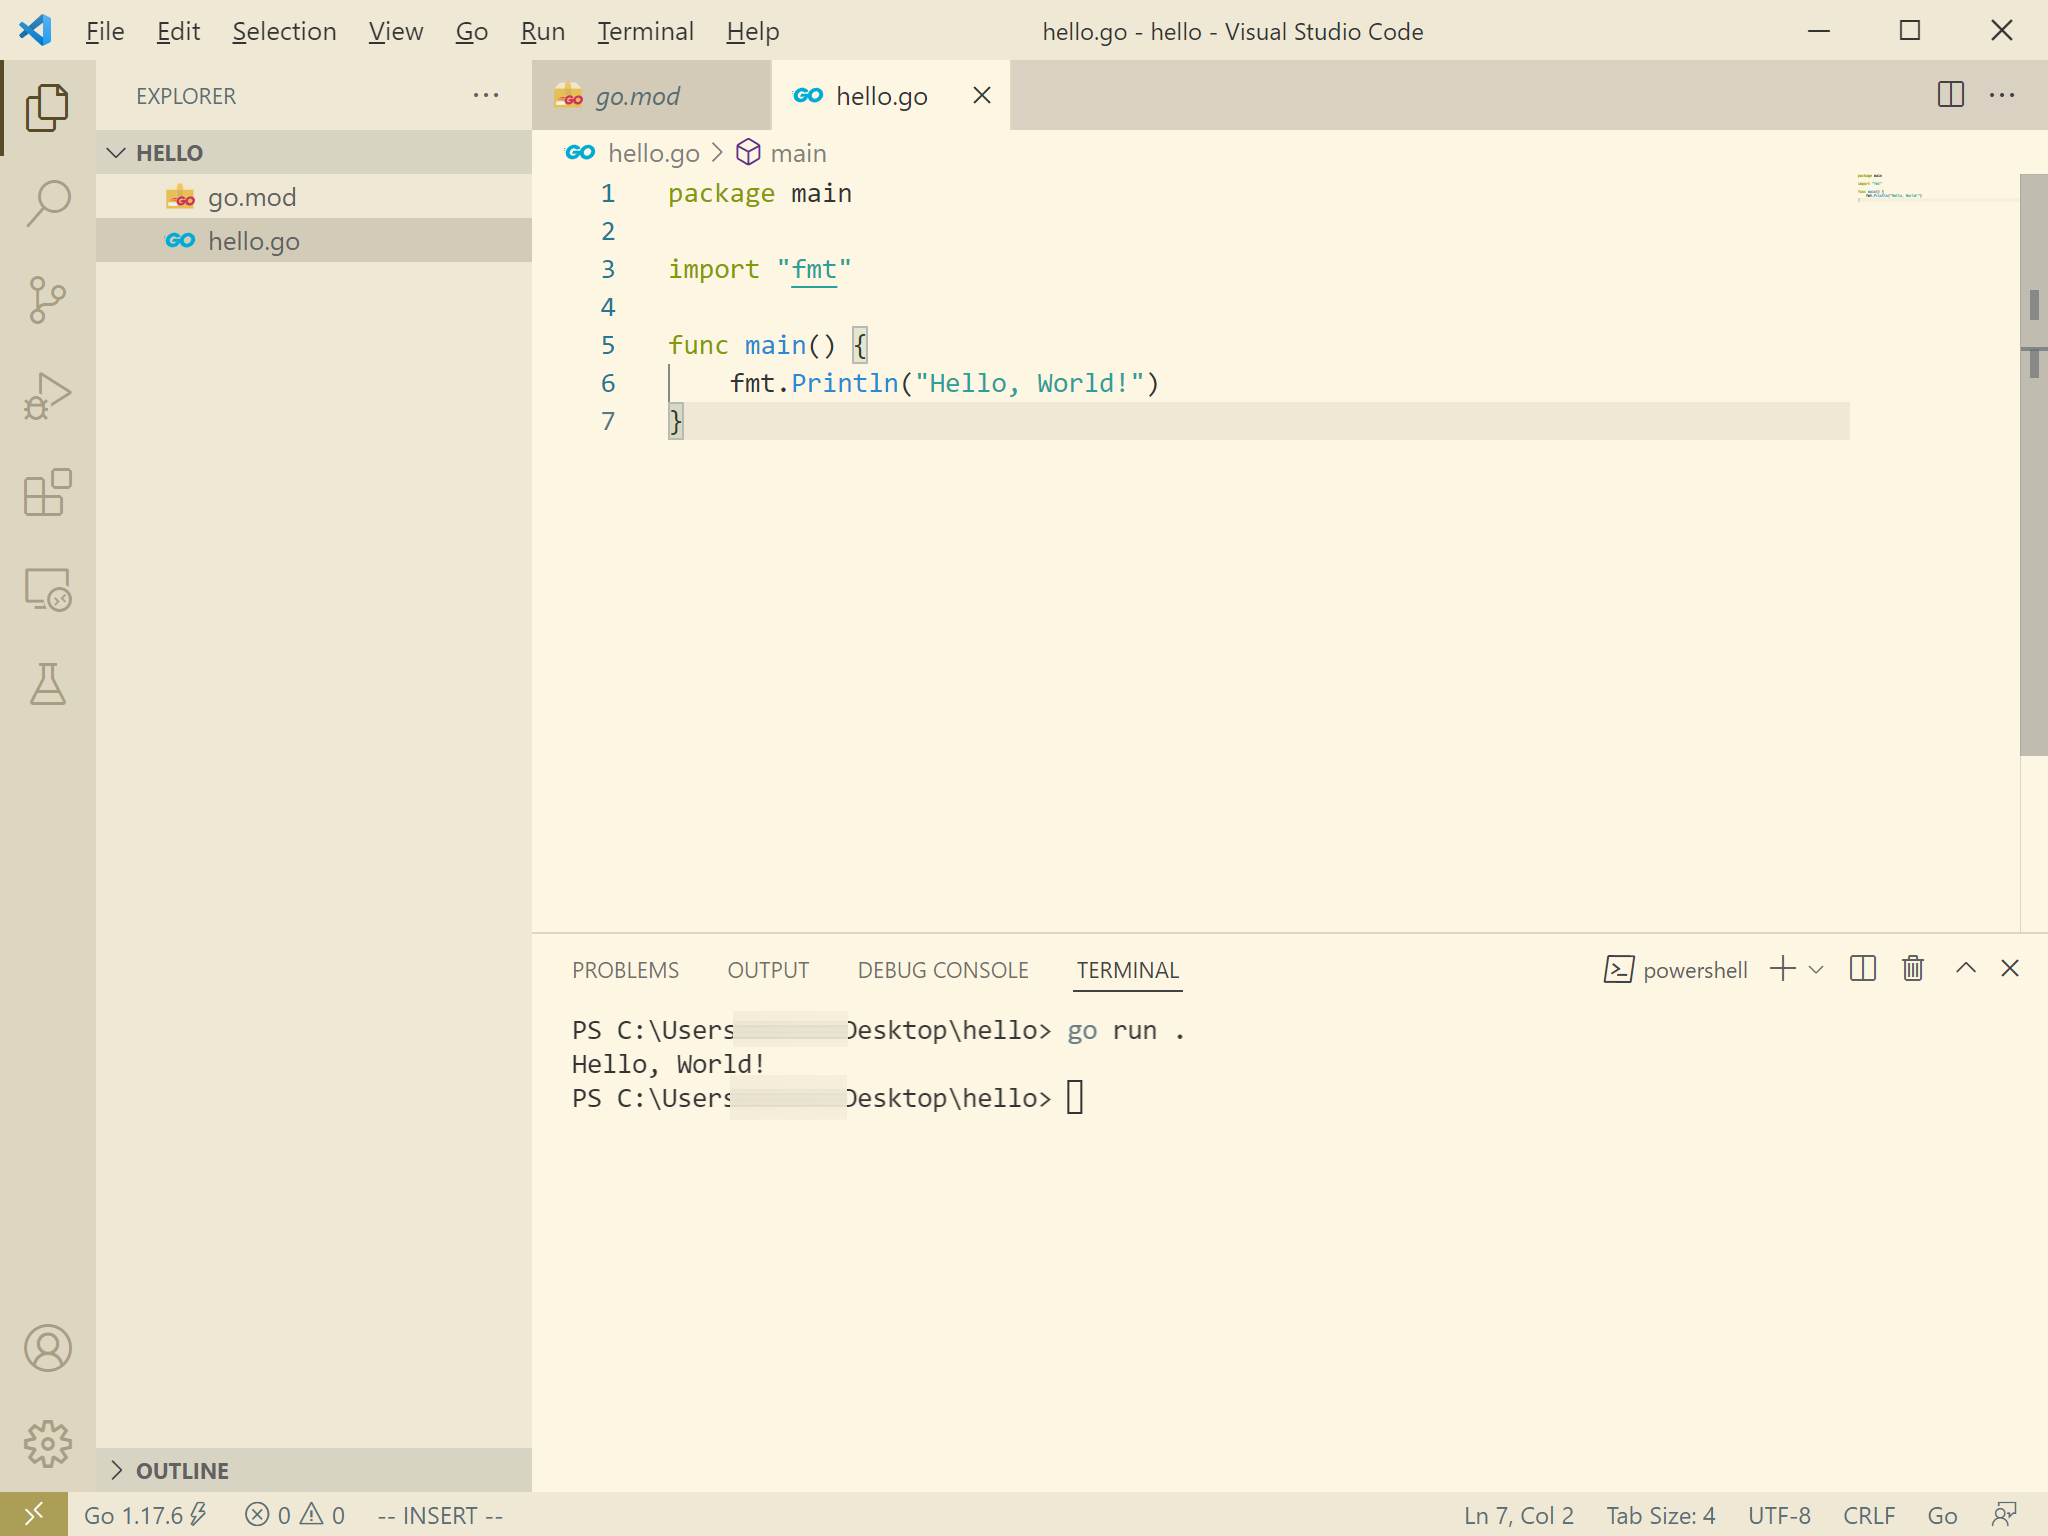 File Edit Selection View Go Run Terminal Help hello.go - hello - Visual Studio Code
EXPLORER
HELLO
go.mod
hello.go
OUTLINE
go.mod hello.go
hello.go > main
1 package main
2
3 import "fmt"
4
5 func main() {
6     fmt.Println("Hello, World!")
7 }
PROBLEMS OUTPUT DEBUG CONSOLE TERMINAL powershell
PS C:\Users Desktop\hello> go run .
Hello, World!
PS C:\Users Desktop\hello>
Go 1.17.6 0 0 -- INSERT -- Ln 7, Col 2 Tab Size: 4 UTF-8 CRLF Go